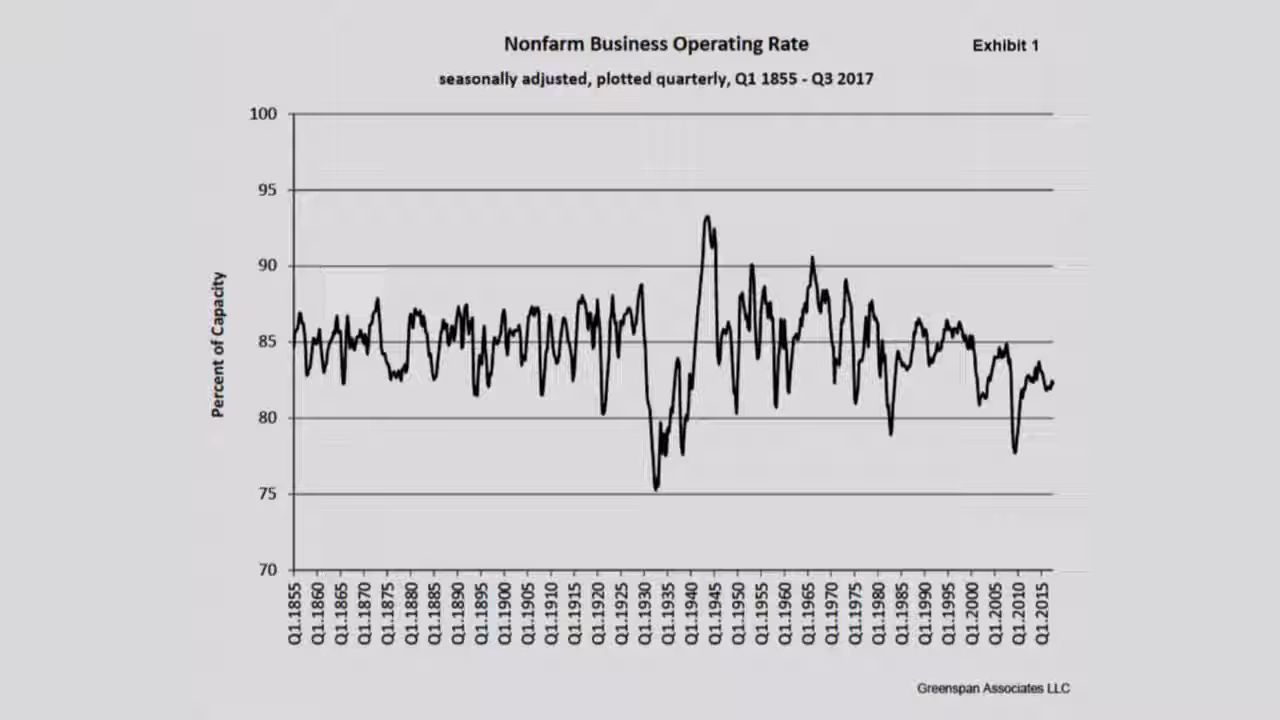 Nonfarm Business Operating Rate
Exhibit 1
seasonally adjusted, plotted quarterly, Q1 1855 - Q3 2017
Percent of Capacity
100
95
90
85
80
75
70
Q1.1855
Q1.1860
Q1.1865
Q1.1870
Q1.1875
Q1.1880
Q1.1885
Q1.1890
Q1.1895
Q1.1900
Q1.1905
Q1.1910
Q1.1915
Q1.1920
Q1.1925
Q1.1930
Q1.1935
Q1.1940
Q1.1945
Q1.1950
Q1.1955
Q1.1960
Q1.1965
Q1.1970
Q1.1975
Q1.1980
Q1.1985
Q1.1990
Q1.1995
Q1.2000
Q1.2005
Q1.2010
Q1.2015
Greenspan Associates LLC